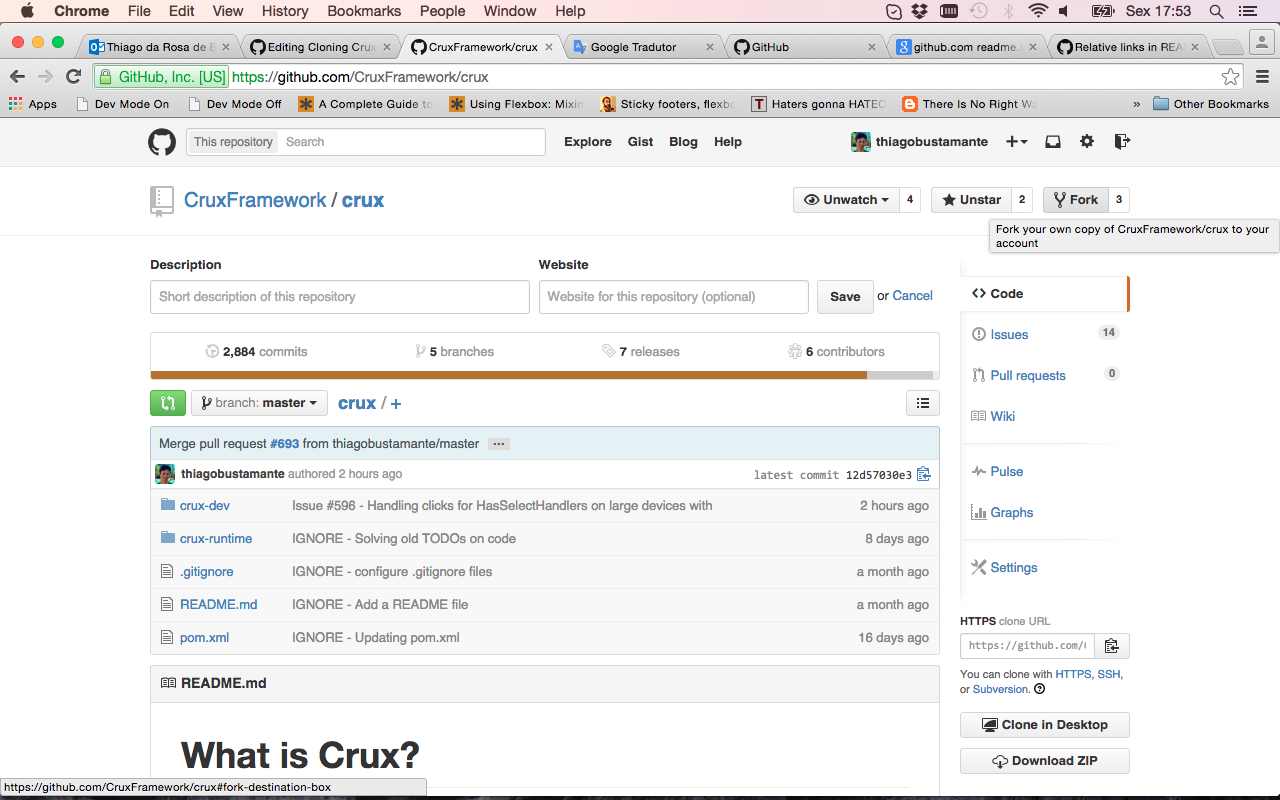 Chrome File Edit View History Bookmarks People Window Help Sex 17:53
Thiago da Rosa de B Editing Cloning Crux CruxFramework/crux Google Tradutor GitHub github.com readme. Relative links in REA
GitHub, Inc. [US] https://github.com/CruxFramework/crux
Apps Dev Mode On Dev Mode Off A Complete Guide to Using Flexbox: Mixin Sticky footers, flexbo Haters gonna HATEO There Is No Right W » Other Bookmarks
This repository Search Explore Gist Blog Help thiagobustamante
CruxFramework / crux Unwatch 4 Unstar 2 Fork 3
Fork your own copy of CruxFramework/crux to your
account
Description Website
Short description of this repository Website for this repository (optional) Save or Cancel
Code
2,884 commits 5 branches 7 releases 6 contributors
Issues 14
Pull requests 0
branch: master crux / +
Wiki
Merge pull request #693 from thiagobustamante/master ...
thiagobustamante authored 2 hours ago latest commit 12d57030e3
Pulse
crux-dev Issue #596 - Handling clicks for HasSelectHandlers on large devices with 2 hours ago
Graphs
crux-runtime IGNORE - Solving old TODOs on code 8 days ago
.gitignore IGNORE - configure .gitignore files a month ago
Settings
README.md IGNORE - Add a README file a month ago
pom.xml IGNORE - Updating pom.xml 16 days ago
HTTPS clone URL
https://github.com/
You can clone with HTTPS, SSH,
or Subversion.
README.md
Clone in Desktop
What is Crux?
Download ZIP
https://github.com/CruxFramework/crux#fork-destination-box